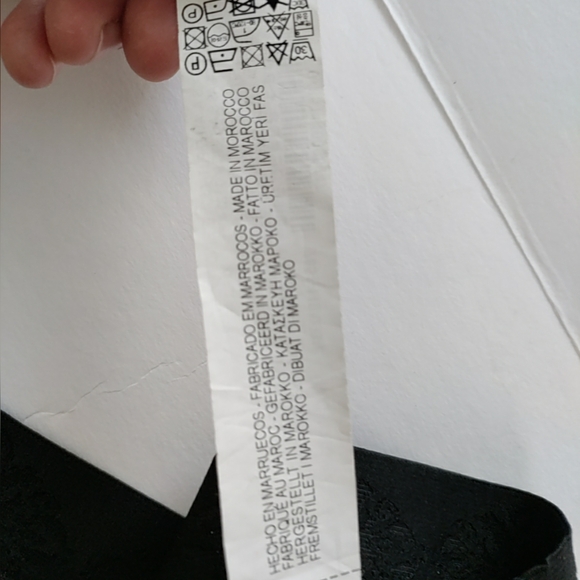 HECHO EN MARRUECOS - FABRICADO EM MARROCOS - MADE IN MOROCCO
FABRIQUÉ AU MAROC - GEFABRICEERD IN MAROKKO - FATTO IN MAROCCO
HERGESTELLT IN MAROKKO - ΚΑΤΑΣΚΕΥΗ ΜΑΡΟΚΟ - ÜRETİM YERİ FAS
FREMSTILLET I MAROKKO - DIBUAT DI MAROKO